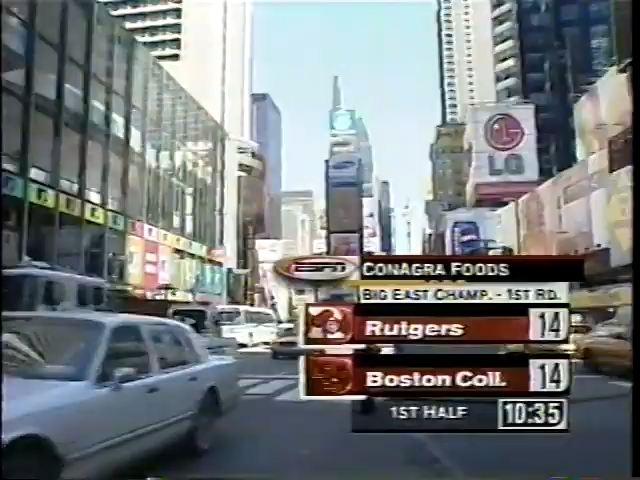 LG
ESPN
CONAGRA FOODS
BIG EAST CHAMP. - 1ST RD.
Rutgers 14
Boston Coll. 14
1ST HALF 10:35